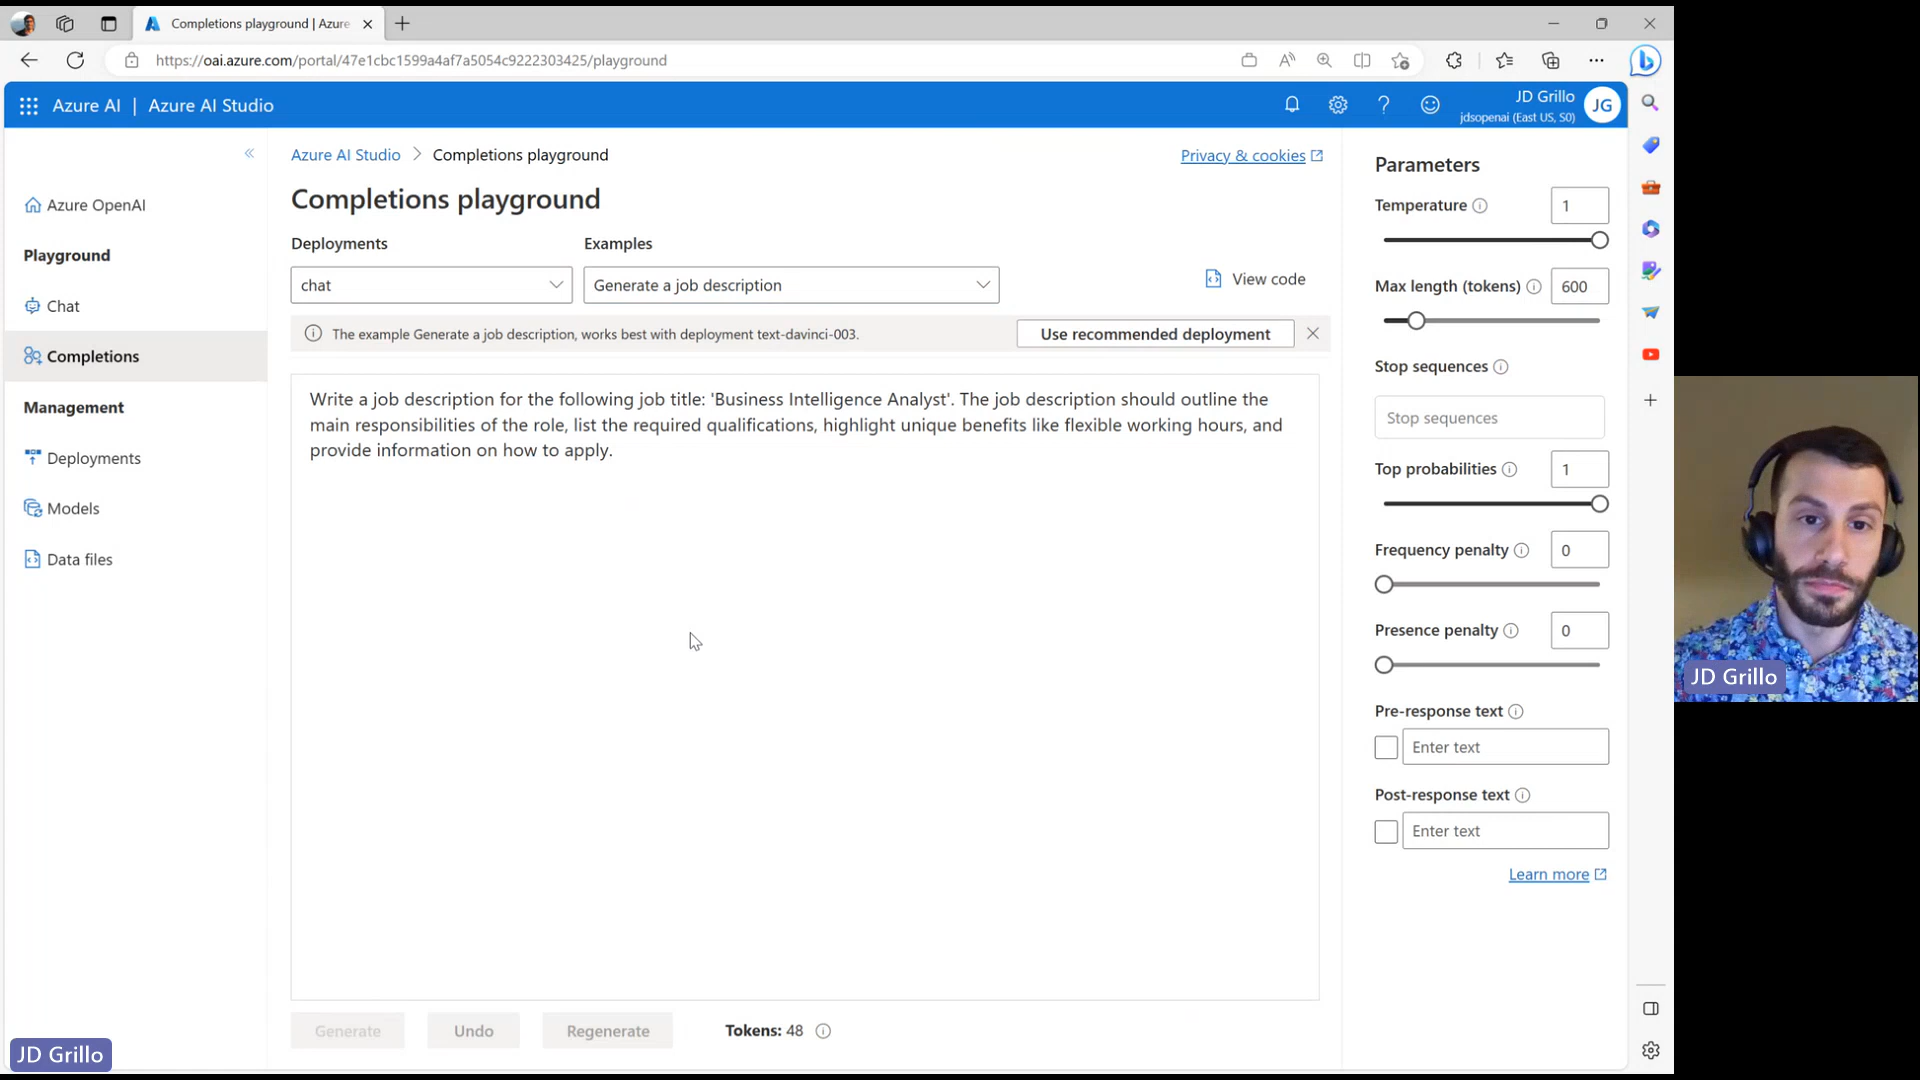 Completions playground | Azure
https://oai.azure.com/portal/47e1cbc1599a4af7a5054c9222303425/playground
Azure AI | Azure AI Studio
JD Grillo
jdsopenai (East US, S0)
JG
Azure OpenAI
Playground
Chat
Completions
Management
Deployments
Models
Data files
Azure AI Studio > Completions playground
Privacy & cookies
Completions playground
Deployments
Examples
chat
Generate a job description
View code
The example Generate a job description, works best with deployment text-davinci-003.
Use recommended deployment
Write a job description for the following job title: 'Business Intelligence Analyst'. The job description should outline the
main responsibilities of the role, list the required qualifications, highlight unique benefits like flexible working hours, and
provide information on how to apply.
Generate
Undo
Regenerate
Tokens: 48
Parameters
Temperature
1
Max length (tokens)
600
Stop sequences
Stop sequences
Top probabilities
1
Frequency penalty
0
Presence penalty
0
Pre-response text
Enter text
Post-response text
Enter text
Learn more
JD Grillo
JD Grillo